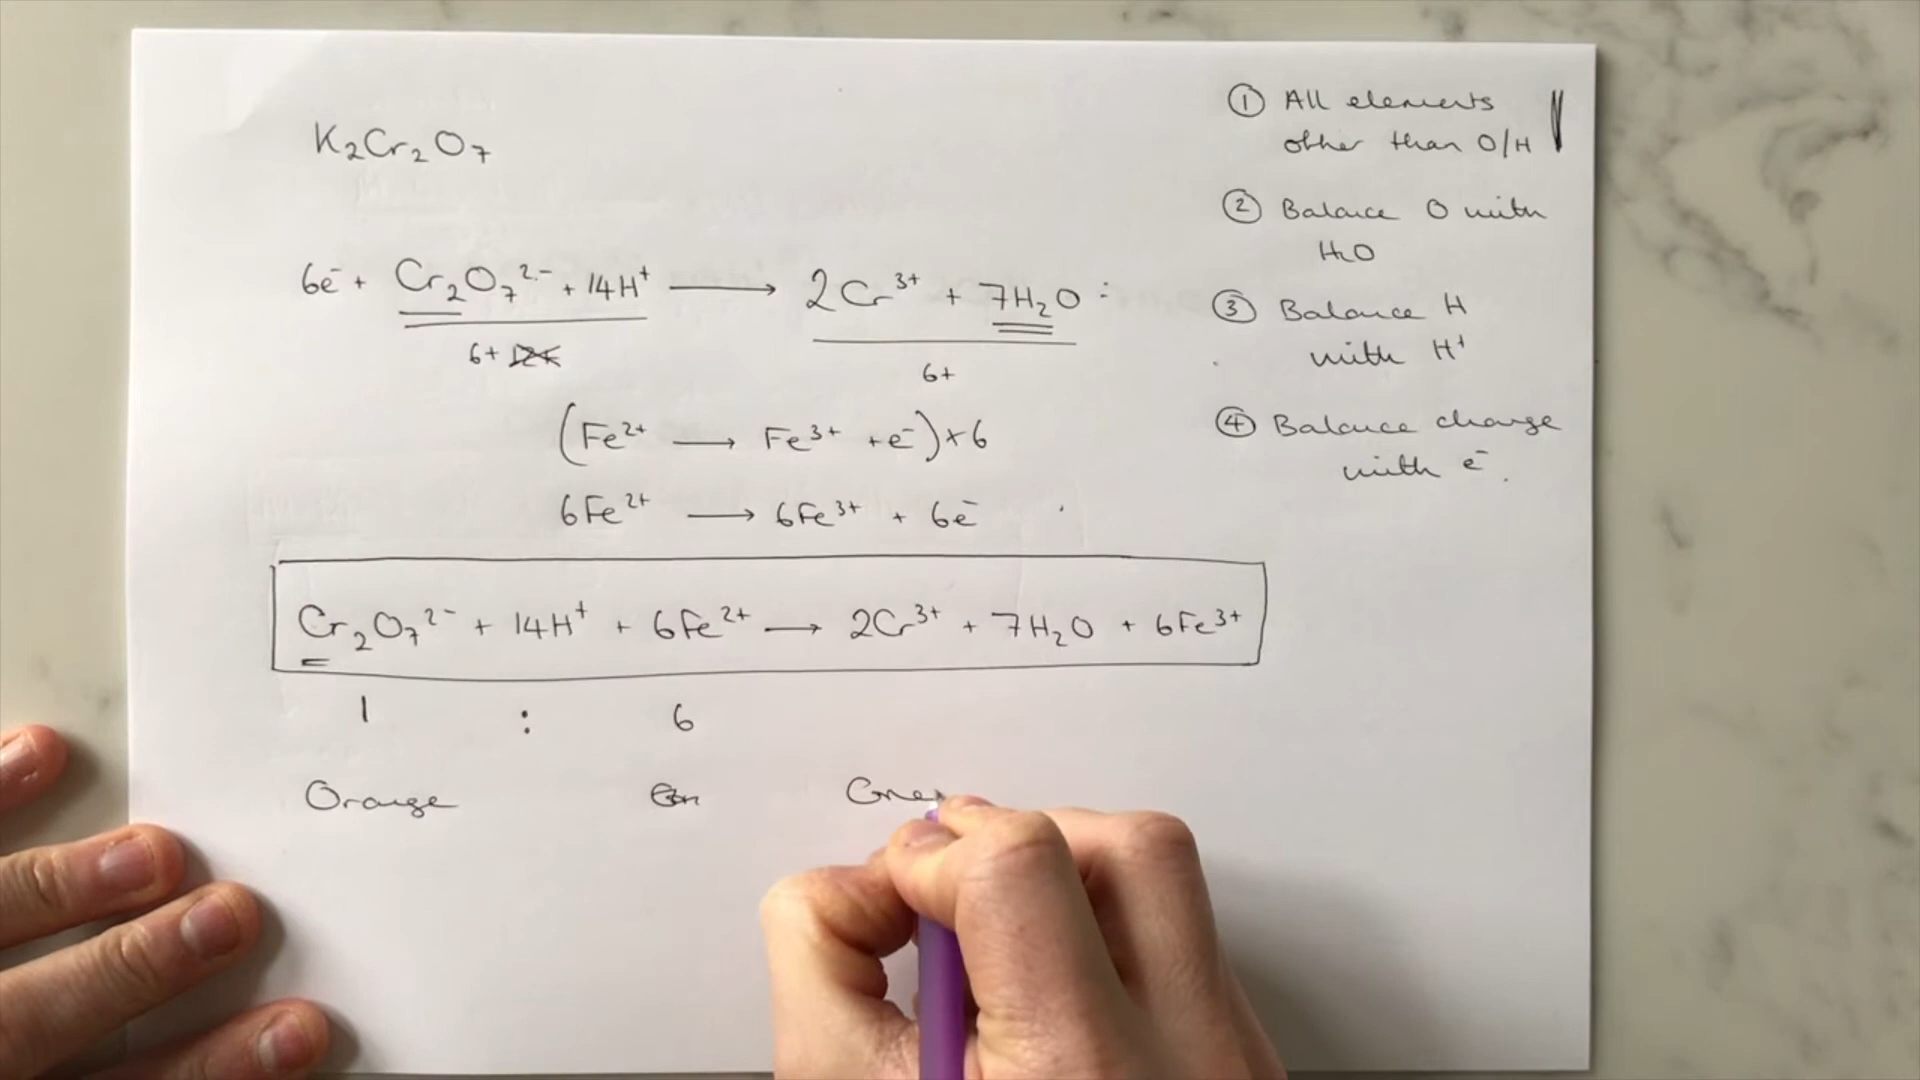 K₂Cr₂O₇
6e⁻ + Cr₂O₇²⁻ + 14H⁺ ⟶ 2Cr³⁺ + 7H₂O :
6+
6+
(Fe²⁺ ⟶ Fe³⁺ + e⁻) × 6
6Fe²⁺ ⟶ 6Fe³⁺ + 6e⁻
Cr₂O₇²⁻ + 14H⁺ + 6Fe²⁺ ⟶ 2Cr³⁺ + 7H₂O + 6Fe³⁺
1 : 6
Orange Gree
① All elements
other than O/H
② Balance O with
H₂O
③ Balance H
with H⁺
④ Balance charge
with e⁻.